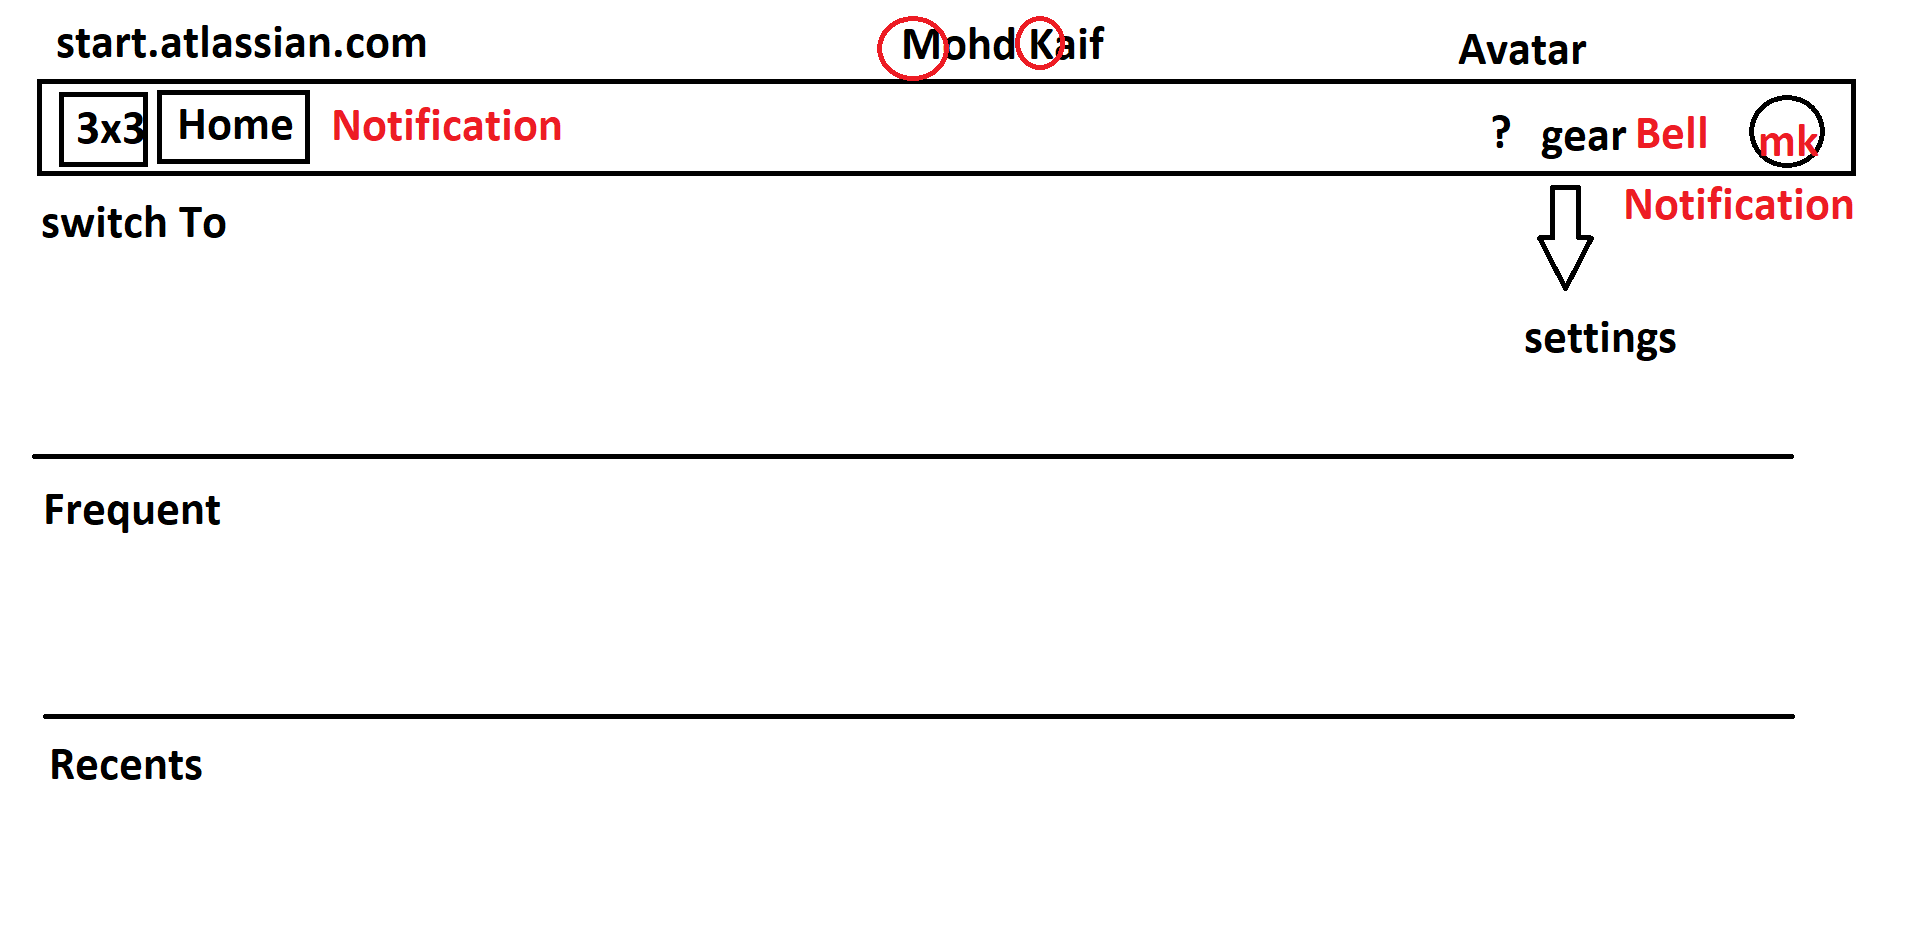 start.atlassian.com Mohd Kaif Avatar
3x3 Home Notification ? gear Bell mk
switch To Notification
settings
Frequent
Recents